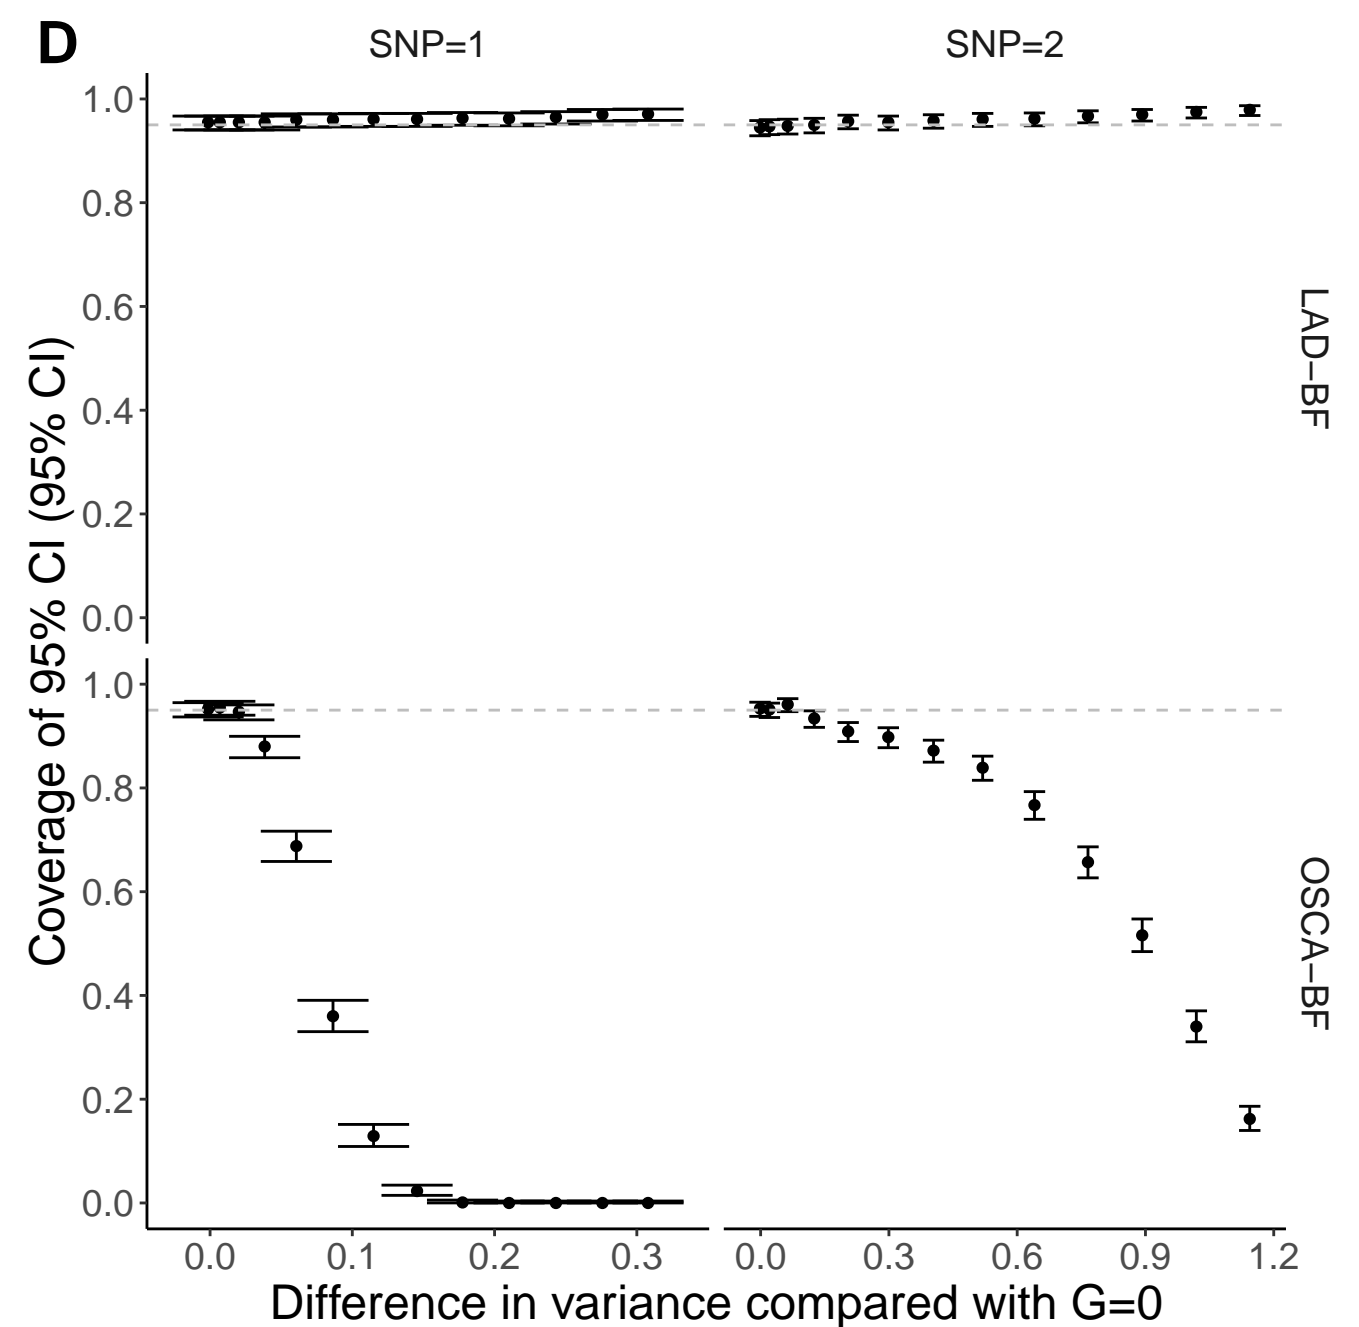 D
SNP=1
SNP=2
Coverage of 95% CI (95% CI)
1.0
0.8
0.6
0.4
0.2
0.0
LAD−BF
1.0
0.8
0.6
0.4
0.2
0.0
OSCA−BF
0.0 0.1 0.2 0.3
0.0 0.3 0.6 0.9 1.2
Difference in variance compared with G=0